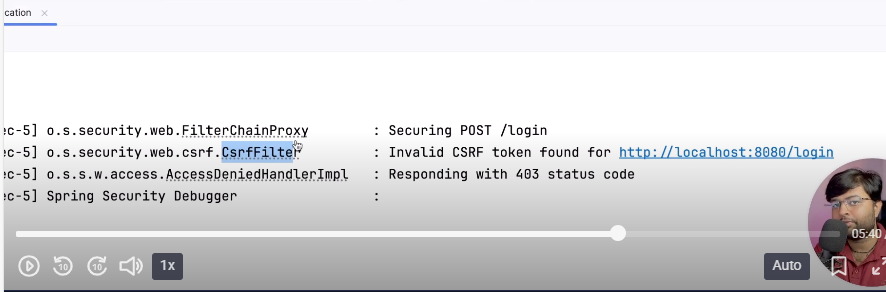 cation ×
ec-5] o.s.security.web.FilterChainProxy : Securing POST /login
ec-5] o.s.security.web.csrf.CsrfFilter : Invalid CSRF token found for http://localhost:8080/login
ec-5] o.s.s.w.access.AccessDeniedHandlerImpl : Responding with 403 status code
ec-5] Spring Security Debugger :
05:40 /
10 10 1x Auto